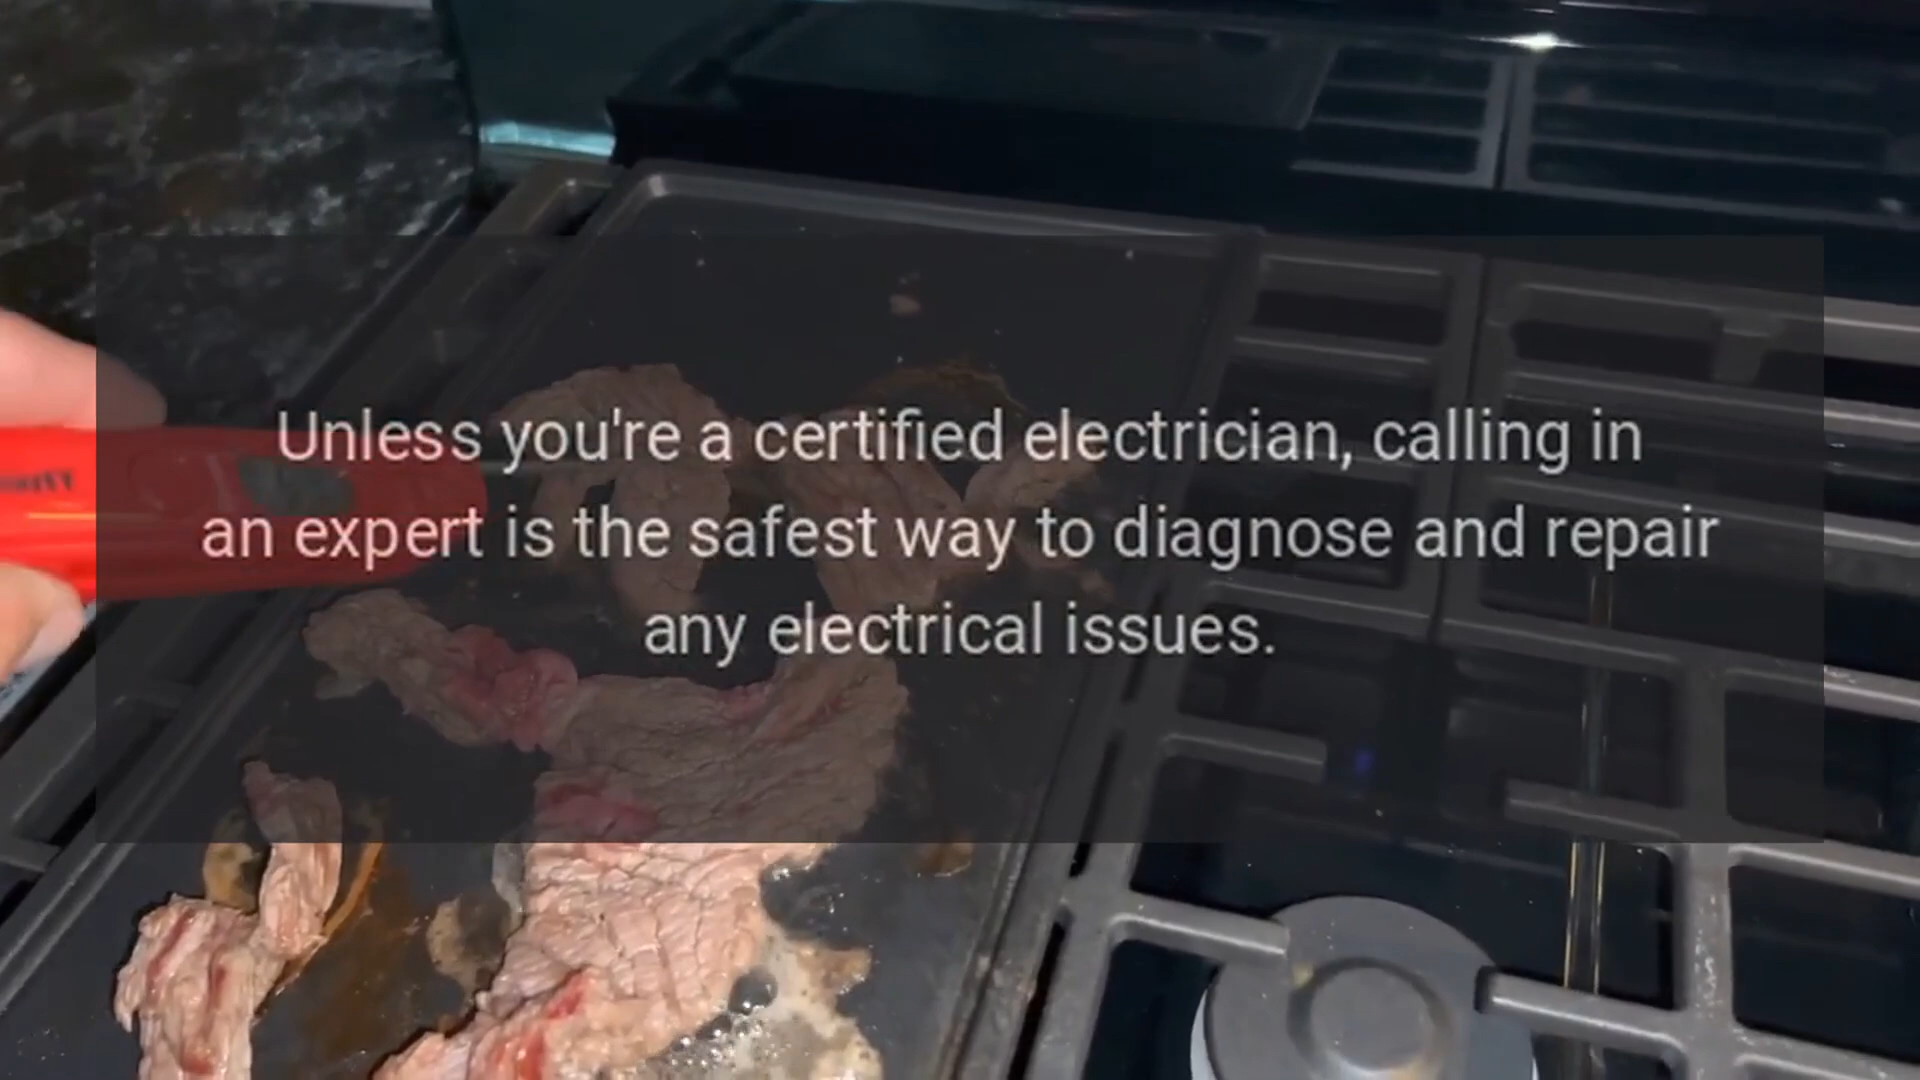 Unless you're a certified electrician, calling in
an expert is the safest way to diagnose and repair
any electrical issues.